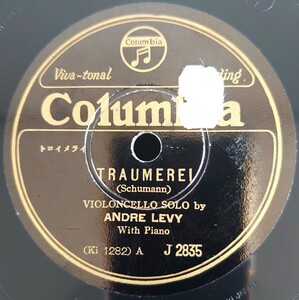 Columbia
Viva-tonal
Columbia
トロイメライ
TRAUMEREI
(Schumann)
VIOLONCELLO SOLO by
ANDRE LEVY
With Piano
(Ki 1282) A J 2835